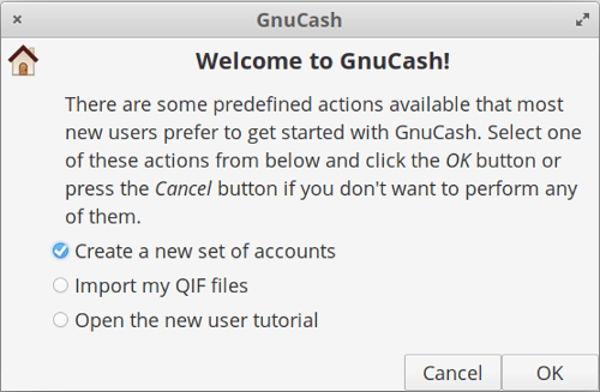 GnuCash
Welcome to GnuCash!
There are some predefined actions available that most
new users prefer to get started with GnuCash. Select one
of these actions from below and click the OK button or
press the Cancel button if you don't want to perform any
of them.
Create a new set of accounts
Import my QIF files
Open the new user tutorial
Cancel OK